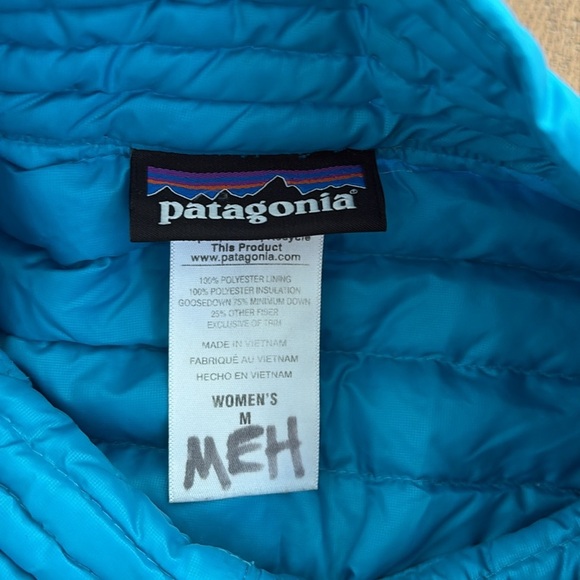 patagonia®
This Product
www.patagonia.com
100% POLYESTER LINING
100% POLYESTER INSULATION
GOOSEDOWN 75% MINIMUM DOWN
25% OTHER FIBER
EXCLUSIVE OF TRIM
MADE IN VIETNAM
FABRIQUÉ AU VIETNAM
HECHO EN VIETNAM
WOMEN'S
M
MEH